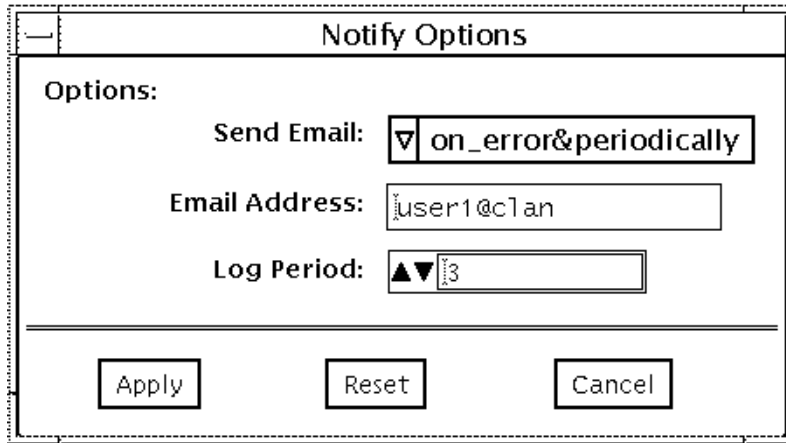 Notify Options
Options:
Send Email: on_error&periodically
Email Address: user1@clan
Log Period: 3
Apply Reset Cancel